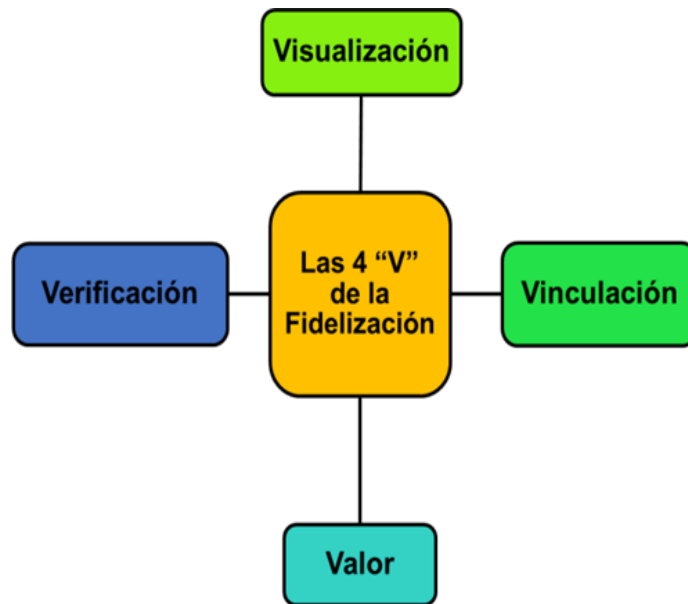 Visualización
Verificación
Las 4 “V”
de la
Fidelización
Vinculación
Valor